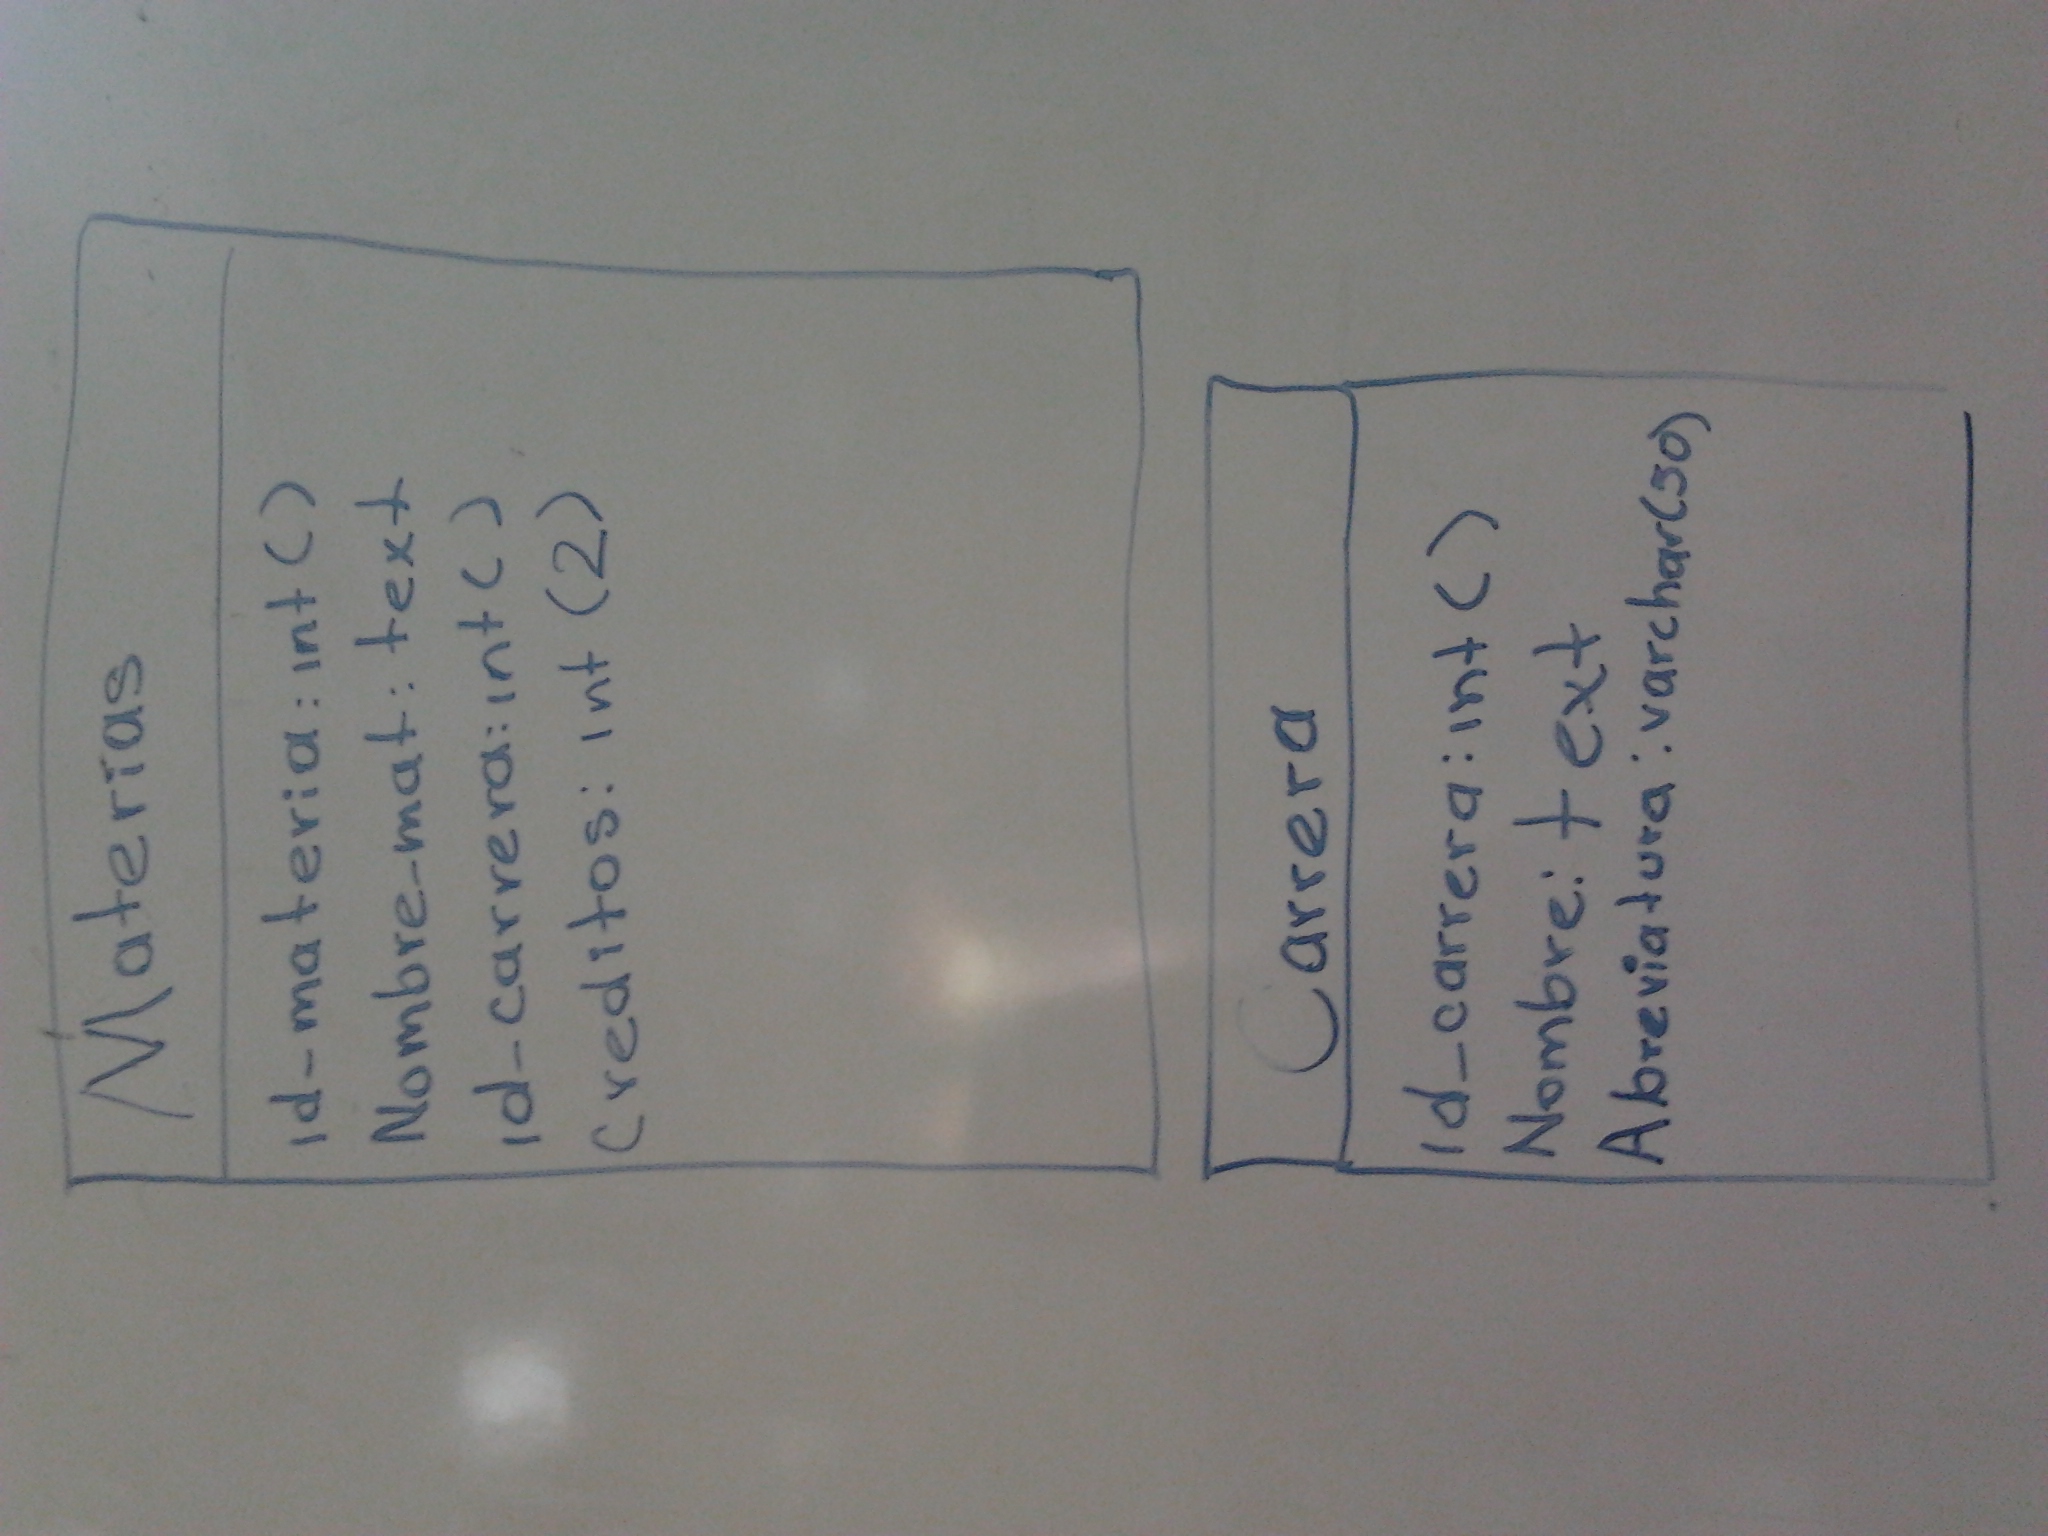 Materias
id-materia: int ( )
Nombre-mat: text
id-carrera: int ( )
Creditos: int (2)
Carrera
id_carrera: int ( )
Nombre: text
Abreviatura: varchar(50)